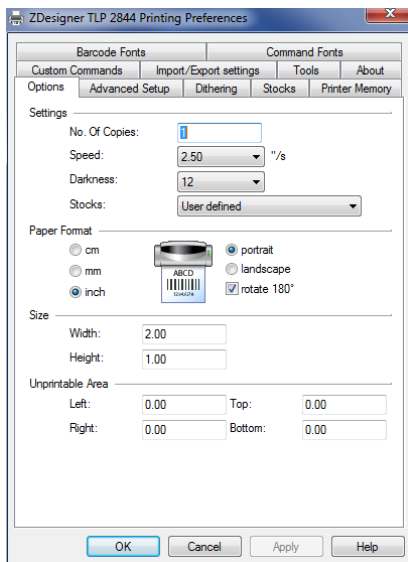 ZDesigner TLP 2844 Printing Preferences
Barcode Fonts Command Fonts
Custom Commands Import/Export settings Tools About
Options Advanced Setup Dithering Stocks Printer Memory
Settings
No. Of Copies: 1
Speed: 2.50 "/s
Darkness: 12
Stocks: User defined
Paper Format
cm portrait
mm landscape
inch rotate 180°
ABCD
Size
Width: 2.00
Height: 1.00
Unprintable Area
Left: 0.00 Top: 0.00
Right: 0.00 Bottom: 0.00
OK Cancel Apply Help